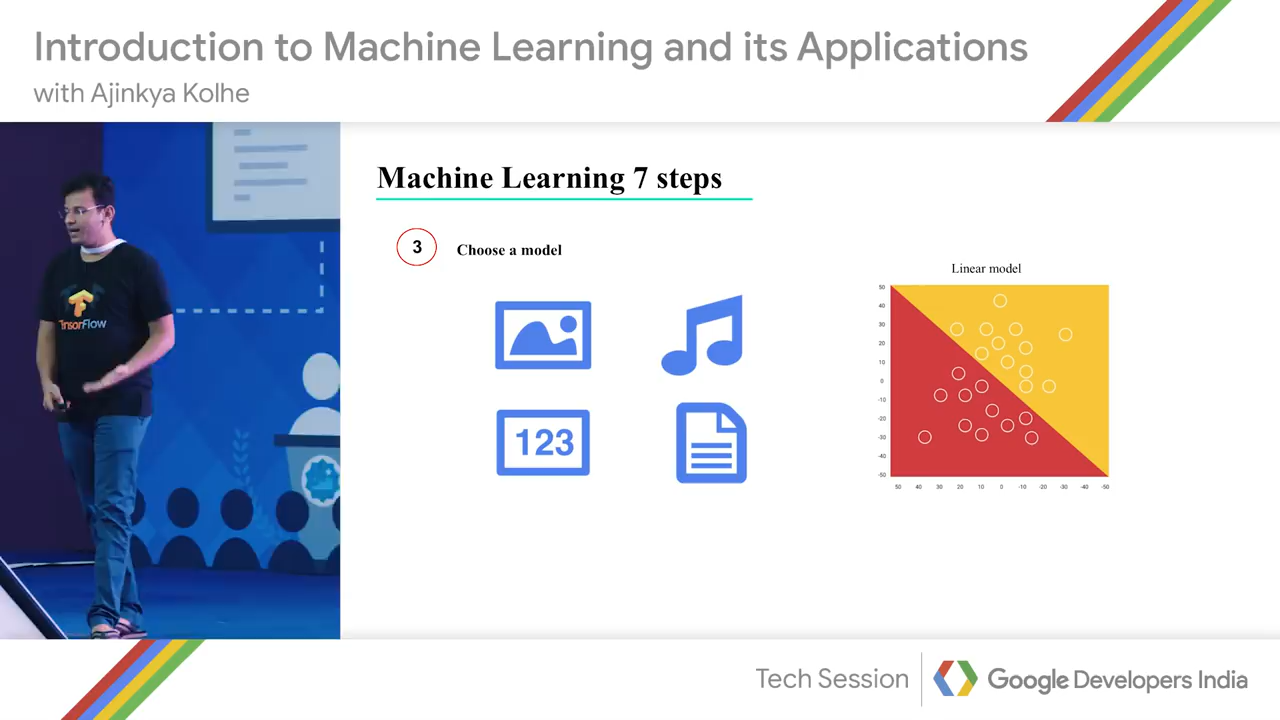 Introduction to Machine Learning and its Applications
with Ajinkya Kolhe
TensorFlow
Machine Learning 7 steps
3
Choose a model
123
Linear model
50
40
30
20
10
0
-10
-20
-30
-40
-50
50 40 30 20 10 0 -10 -20 -30 -40 -50
Tech Session
Google Developers India